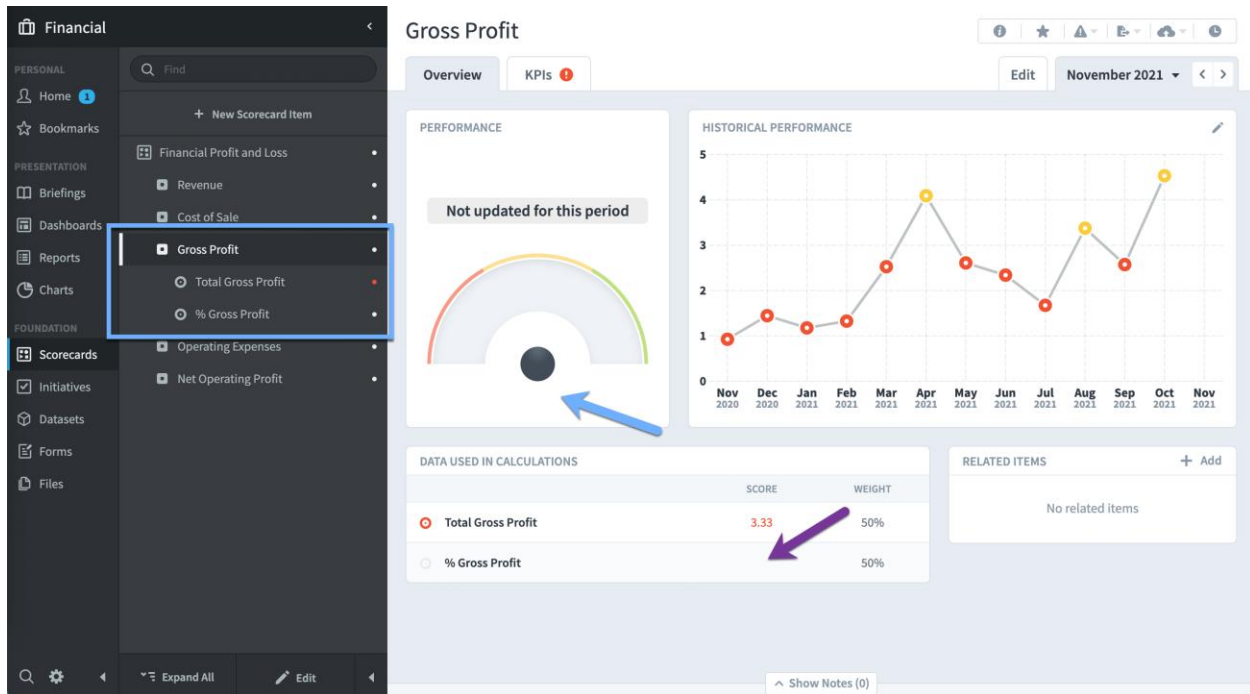 Financial
PERSONAL
Home 1
Bookmarks
PRESENTATION
Briefings
Dashboards
Reports
Charts
FOUNDATION
Scorecards
Initiatives
Datasets
Forms
Files
Find
+ New Scorecard Item
Financial Profit and Loss
Revenue
Cost of Sale
Gross Profit
Total Gross Profit
% Gross Profit
Operating Expenses
Net Operating Profit
Expand All
Edit
Gross Profit
Overview
KPIs !
Edit
November 2021
PERFORMANCE
Not updated for this period
HISTORICAL PERFORMANCE
5
4
3
2
1
0
Nov Dec Jan Feb Mar Apr May Jun Jul Aug Sep Oct Nov
2020 2020 2021 2021 2021 2021 2021 2021 2021 2021 2021 2021 2021
DATA USED IN CALCULATIONS
SCORE WEIGHT
Total Gross Profit 3.33 50%
% Gross Profit 50%
RELATED ITEMS + Add
No related items
Show Notes (0)